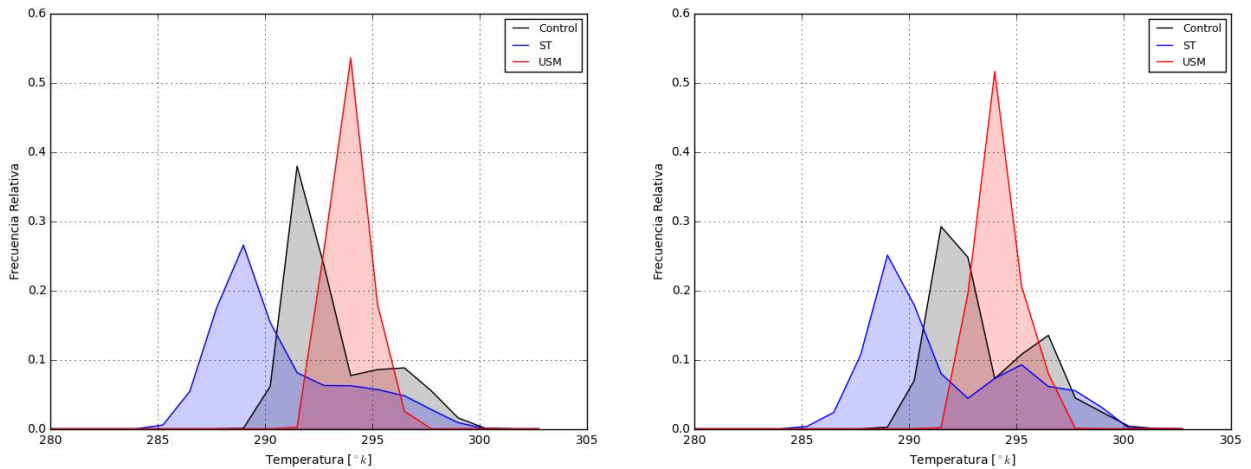 0.6
0.5
0.4
0.3
0.2
0.1
0.0
Frecuencia Relativa
280
285
290
295
300
305
Temperatura [°k]
Control
ST
USM
0.6
0.5
0.4
0.3
0.2
0.1
0.0
Frecuencia Relativa
280
285
290
295
300
305
Temperatura [°k]
Control
ST
USM